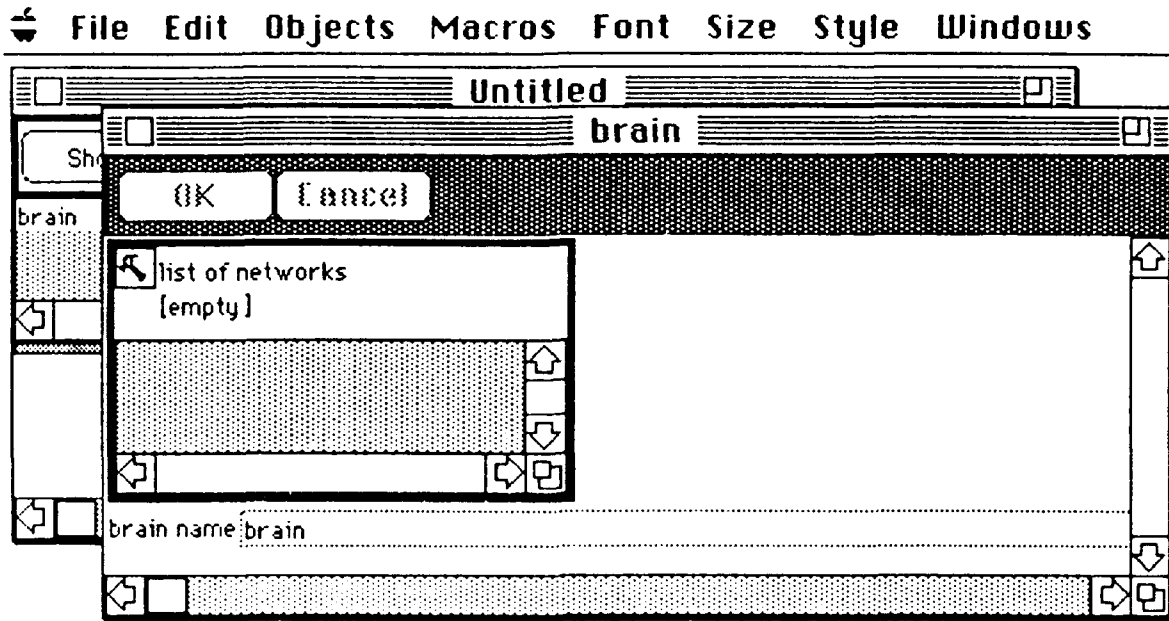 File Edit Objects Macros Font Size Style Windows
Untitled
brain
Sho
OK Cancel
brain
list of networks
[empty]
brain name brain